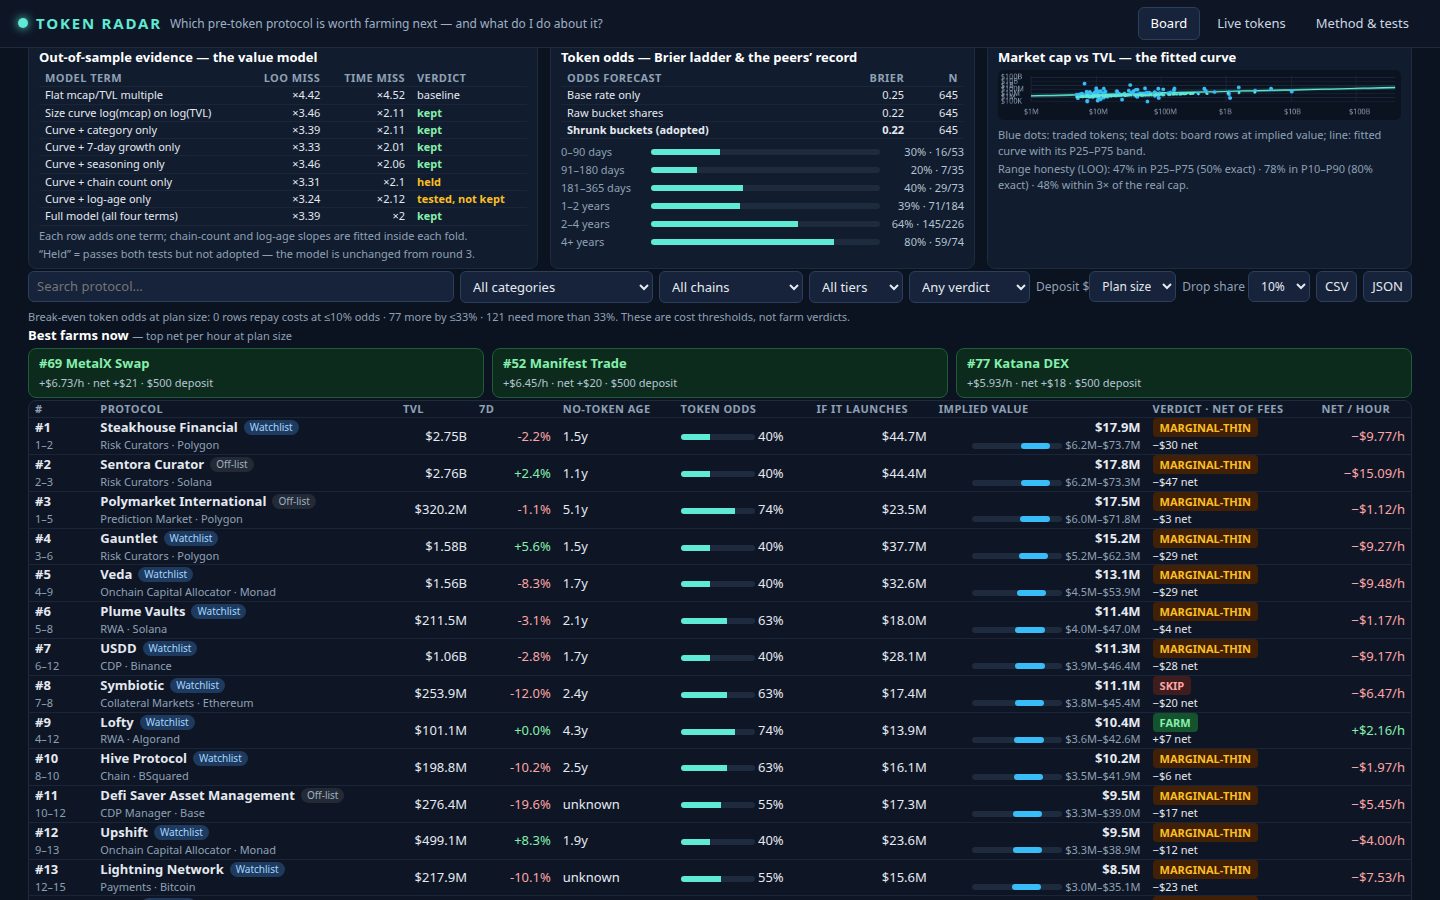 TOKEN RADAR Which pre-token protocol is worth farming next — and what do I do about it? Board Live tokens Method & tests
Out-of-sample evidence — the value model
MODEL TERM LOO MISS TIME MISS VERDICT
Flat mcap/TVL multiple ×4.42 ×4.52 baseline
Size curve log(mcap) on log(TVL) ×3.46 ×2.11 kept
Curve + category only ×3.39 ×2.11 kept
Curve + 7-day growth only ×3.33 ×2.01 kept
Curve + seasoning only ×3.46 ×2.06 kept
Curve + chain count only ×3.31 ×2.1 held
Curve + log-age only ×3.24 ×2.12 tested, not kept
Full model (all four terms) ×3.39 ×2 kept
Each row adds one term; chain-count and log-age slopes are fitted inside each fold.
“Held” = passes both tests but not adopted — the model is unchanged from round 3.
Token odds — Brier ladder & the peers’ record
ODDS FORECAST BRIER N
Base rate only 0.25 645
Raw bucket shares 0.22 645
Shrunk buckets (adopted) 0.22 645
0–90 days 30% · 16/53
91–180 days 20% · 7/35
181–365 days 40% · 29/73
1–2 years 39% · 71/184
2–4 years 64% · 145/226
4+ years 80% · 59/74
Market cap vs TVL — the fitted curve
$100B
$100K
$1M $10M $100M $1B $10B $100B
Blue dots: traded tokens; teal dots: board rows at implied value; line: fitted
curve with its P25–P75 band.
Range honesty (LOO): 47% in P25–P75 (50% exact) · 78% in P10–P90 (80%
exact) · 48% within 3× of the real cap.
Search protocol... All categories All chains All tiers Any verdict Deposit $ Plan size Drop share 10% CSV JSON
Break-even token odds at plan size: 0 rows repay costs at ≤10% odds · 77 more by ≤33% · 121 need more than 33%. These are cost thresholds, not farm verdicts.
Best farms now — top net per hour at plan size
#69 MetalX Swap
+$6.73/h · net +$21 · $500 deposit
#52 Manifest Trade
+$6.45/h · net +$20 · $500 deposit
#77 Katana DEX
+$5.93/h · net +$18 · $500 deposit
# PROTOCOL TVL 7D NO-TOKEN AGE TOKEN ODDS IF IT LAUNCHES IMPLIED VALUE VERDICT · NET OF FEES NET / HOUR
#1 Steakhouse Financial Watchlist $2.75B -2.2% 1.5y 40% $44.7M $17.9M MARGINAL-THIN −$9.77/h
1–2 Risk Curators · Polygon $6.2M–$73.7M −$30 net
#2 Sentora Curator Off-list $2.76B +2.4% 1.1y 40% $44.4M $17.8M MARGINAL-THIN −$15.09/h
2–3 Risk Curators · Solana $6.2M–$73.3M −$47 net
#3 Polymarket International Off-list $320.2M -1.1% 5.1y 74% $23.5M $17.5M MARGINAL-THIN −$1.12/h
1–5 Prediction Market · Polygon $6.0M–$71.8M −$3 net
#4 Gauntlet Watchlist $1.58B +5.6% 1.5y 40% $37.7M $15.2M MARGINAL-THIN −$9.27/h
3–6 Risk Curators · Polygon $5.2M–$62.3M −$29 net
#5 Veda Watchlist $1.56B -8.3% 1.7y 40% $32.6M $13.1M MARGINAL-THIN −$9.48/h
4–9 Onchain Capital Allocator · Monad $4.5M–$53.9M −$29 net
#6 Plume Vaults Watchlist $211.5M -3.1% 2.1y 63% $18.0M $11.4M MARGINAL-THIN −$1.17/h
5–8 RWA · Solana $4.0M–$47.0M −$4 net
#7 USDD Watchlist $1.06B -2.8% 1.7y 40% $28.1M $11.3M MARGINAL-THIN −$9.17/h
6–12 CDP · Binance $3.9M–$46.4M −$28 net
#8 Symbiotic Watchlist $253.9M -12.0% 2.4y 63% $17.4M $11.1M SKIP −$6.47/h
7–8 Collateral Markets · Ethereum $3.8M–$45.4M −$20 net
#9 Lofty Watchlist $101.1M +0.0% 4.3y 74% $13.9M $10.4M FARM +$2.16/h
4–12 RWA · Algorand $3.6M–$42.6M +$7 net
#10 Hive Protocol Watchlist $198.8M -10.2% 2.5y 63% $16.1M $10.2M MARGINAL-THIN −$1.97/h
8–10 Chain · BSquared $3.5M–$41.9M −$6 net
#11 Defi Saver Asset Management Off-list $276.4M -19.6% unknown 55% $17.3M $9.5M MARGINAL-THIN −$5.45/h
10–12 CDP Manager · Base $3.3M–$39.0M −$17 net
#12 Upshift Watchlist $499.1M +8.3% 1.9y 40% $23.6M $9.5M MARGINAL-THIN −$4.00/h
9–13 Onchain Capital Allocator · Monad $3.3M–$38.9M −$12 net
#13 Lightning Network Watchlist $217.9M -10.1% unknown 55% $15.6M $8.5M MARGINAL-THIN −$7.53/h
12–15 Payments · Bitcoin $3.0M–$35.1M −$23 net